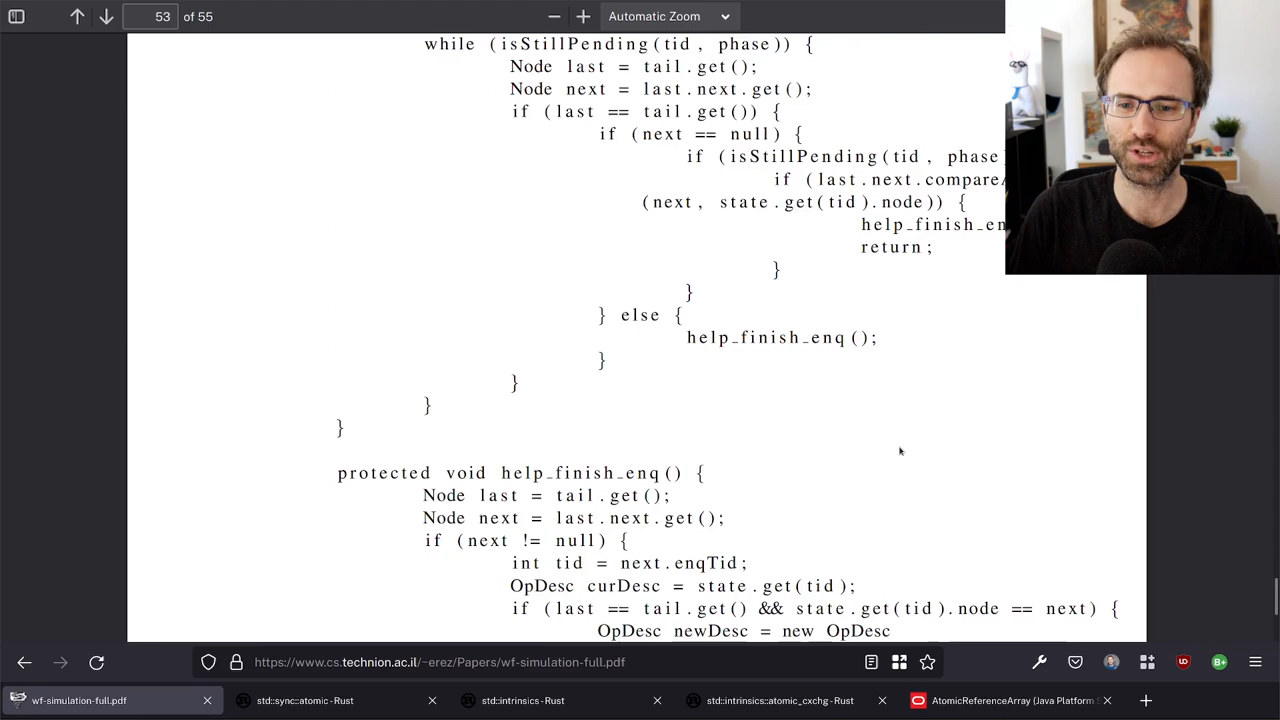 53 of 55 Automatic Zoom
while (isStillPending(tid, phase)) {
Node last = tail.get();
Node next = last.next.get();
if (last == tail.get()) {
if (next == null) {
if (isStillPending(tid, phase
if (last.next.compare
(next, state.get(tid).node)) {
help_finish_en
return;
}
}
} else {
help_finish_enq();
}
}
}
}
protected void help_finish_enq() {
Node last = tail.get();
Node next = last.next.get();
if (next != null) {
int tid = next.enqTid;
OpDesc curDesc = state.get(tid);
if (last == tail.get() && state.get(tid).node == next) {
OpDesc newDesc = new OpDesc
https://www.cs.technion.ac.il/~erez/Papers/wf-simulation-full.pdf
wf-simulation-full.pdf std::sync::atomic - Rust std::intrinsics - Rust std::intrinsics::atomic_cxchg - Rust AtomicReferenceArray (Java Platform S